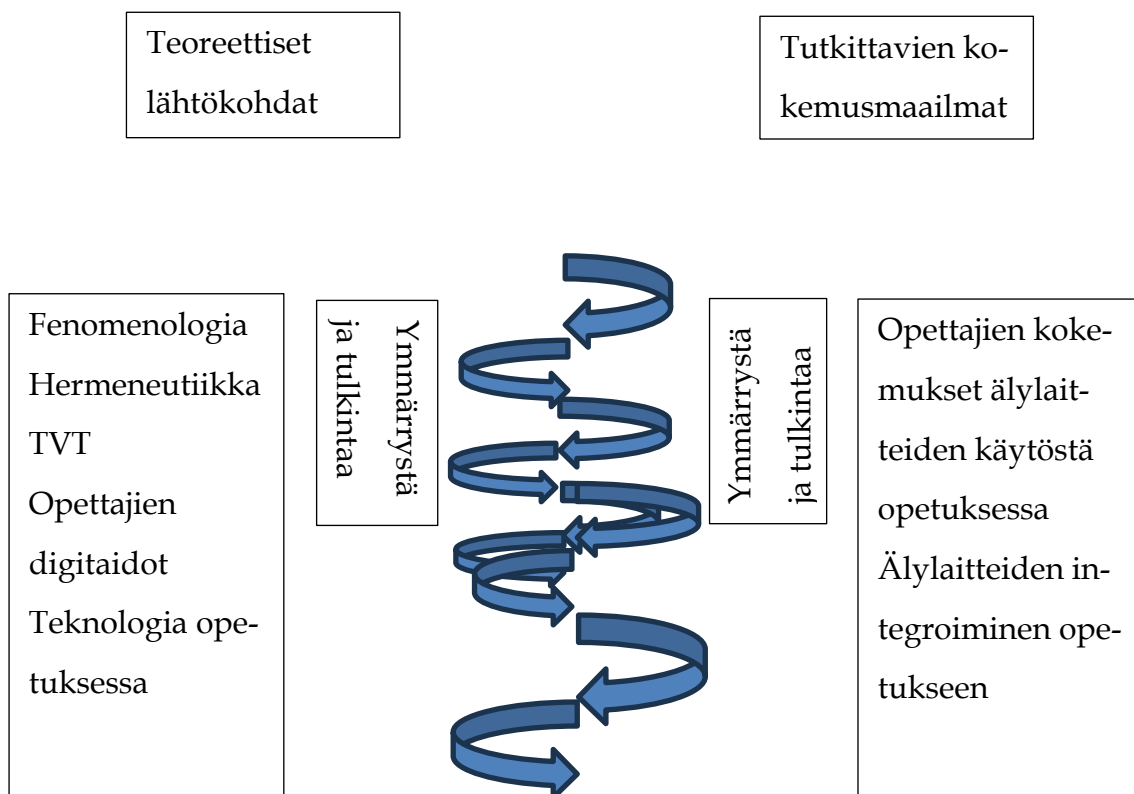 Teoreettiset
lähtökohdat
Tutkittavien ko-
kemusmaailmat
Fenomenologia
Hermeneutiikka
TVT
Opettajien
digitaidot
Teknologia ope-
tuksessa
Ymmärrystä
ja tulkintaa
Ymmärrystä
ja tulkintaa
Opettajien koke-
mukset älylait-
teiden käytöstä
opetuksessa
Älylaitteiden in-
tegroiminen ope-
tukseen